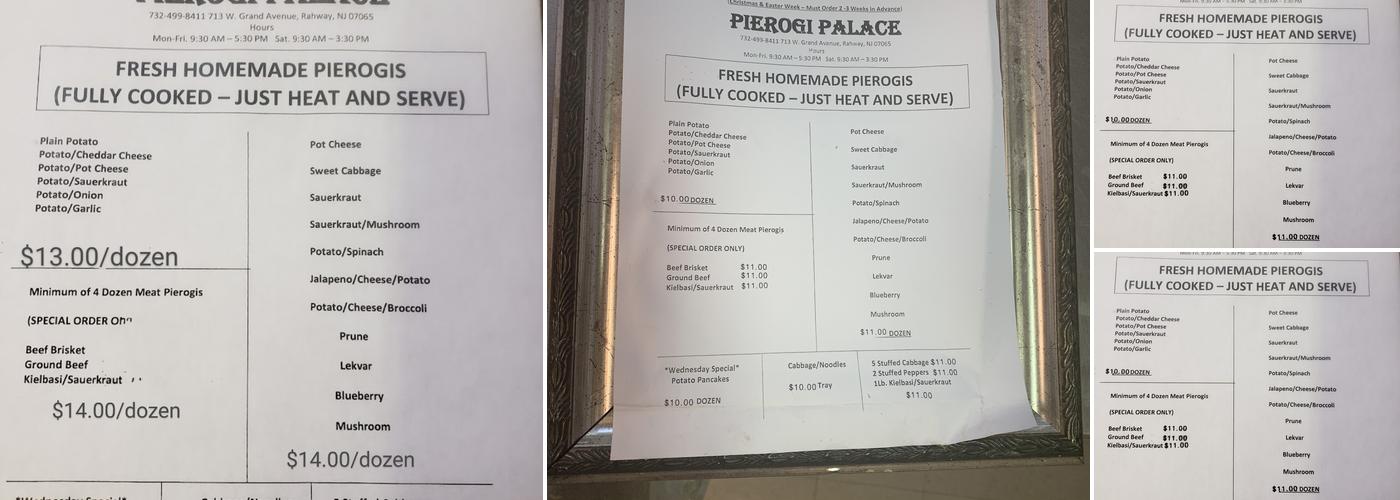 PIEROGI PALACE
732-499-8411 713 W. Grand Avenue, Rahway, NJ 07065
Hours
Mon-Fri. 9:30 AM – 5:30 PM Sat. 9:30 AM – 3:30 PM
FRESH HOMEMADE PIEROGIS
(FULLY COOKED – JUST HEAT AND SERVE)
Plain Potato
Potato/Cheddar Cheese
Potato/Pot Cheese
Potato/Sauerkraut
Potato/Onion
Potato/Garlic
$13.00/dozen
Minimum of 4 Dozen Meat Pierogis
(SPECIAL ORDER
Beef Brisket
Ground Beef
Kielbasi/Sauerkraut
$14.00/dozen
Pot Cheese
Sweet Cabbage
Sauerkraut
Sauerkraut/Mushroom
Potato/Spinach
Jalapeno/Cheese/Potato
Potato/Cheese/Broccoli
Prune
Lekvar
Blueberry
Mushroom
$14.00/dozen
(Christmas & Easter Week – Must Order 2 -3 Weeks in Advance)
PIEROGI PALACE
732-499-8411 713 W. Grand Avenue, Rahway, NJ 07065
Hours
Mon-Fri. 9:30 AM – 5:30 PM Sat. 9:30 AM – 3:30 PM
FRESH HOMEMADE PIEROGIS
(FULLY COOKED – JUST HEAT AND SERVE)
Plain Potato
Potato/Cheddar Cheese
Potato/Pot Cheese
Potato/Sauerkraut
Potato/Onion
Potato/Garlic
$10.00 DOZEN
Minimum of 4 Dozen Meat Pierogis
(SPECIAL ORDER ONLY)
Beef Brisket $11.00
Ground Beef $11.00
Kielbasi/Sauerkraut $11.00
Pot Cheese
Sweet Cabbage
Sauerkraut
Sauerkraut/Mushroom
Potato/Spinach
Jalapeno/Cheese/Potato
Potato/Cheese/Broccoli
Prune
Lekvar
Blueberry
Mushroom
$11.00 DOZEN
"Wednesday Special"
Potato Pancakes
$10.00 DOZEN
Cabbage/Noodles
$10.00 Tray
5 Stuffed Cabbage $11.00
2 Stuffed Peppers $11.00
1Lb. Kielbasi/Sauerkraut
$11.00
FRESH HOMEMADE PIEROGIS
(FULLY COOKED – JUST HEAT AND SERVE)
Plain Potato
Potato/Cheddar Cheese
Potato/Pot Cheese
Potato/Sauerkraut
Potato/Onion
Potato/Garlic
$10.00 DOZEN
Minimum of 4 Dozen Meat Pierogis
(SPECIAL ORDER ONLY)
Beef Brisket $11.00
Ground Beef $11.00
Kielbasi/Sauerkraut $11.00
Pot Cheese
Sweet Cabbage
Sauerkraut
Sauerkraut/Mushroom
Potato/Spinach
Jalapeno/Cheese/Potato
Potato/Cheese/Broccoli
Prune
Lekvar
Blueberry
Mushroom
$11.00 DOZEN
FRESH HOMEMADE PIEROGIS
(FULLY COOKED – JUST HEAT AND SERVE)
Plain Potato
Potato/Cheddar Cheese
Potato/Pot Cheese
Potato/Sauerkraut
Potato/Onion
Potato/Garlic
$10.00 DOZEN
Minimum of 4 Dozen Meat Pierogis
(SPECIAL ORDER ONLY)
Beef Brisket $11.00
Ground Beef $11.00
Kielbasi/Sauerkraut $11.00
Pot Cheese
Sweet Cabbage
Sauerkraut
Sauerkraut/Mushroom
Potato/Spinach
Jalapeno/Cheese/Potato
Potato/Cheese/Broccoli
Prune
Lekvar
Blueberry
Mushroom
$11.00 DOZEN